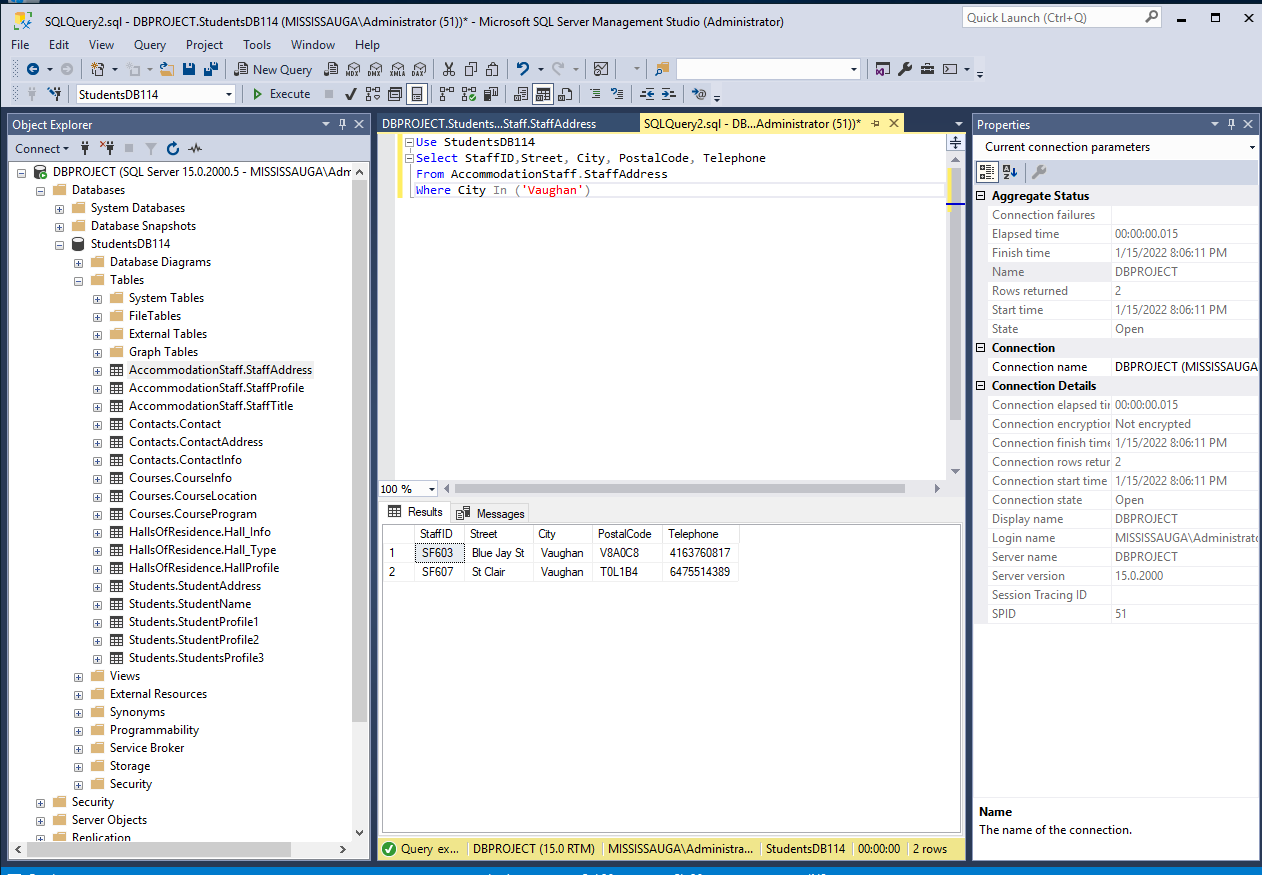 SQLQuery2.sql - DBPROJECT.StudentsDB114 (MISSISSAUGA\Administrator (51))* - Microsoft SQL Server Management Studio (Administrator)
Quick Launch (Ctrl+Q)
File Edit View Query Project Tools Window Help
New Query
MDX DMX XMLA DAX
StudentsDB114
Execute
Object Explorer
Connect
DBPROJECT (SQL Server 15.0.2000.5 - MISSISSAUGA\Adm
Databases
System Databases
Database Snapshots
StudentsDB114
Database Diagrams
Tables
System Tables
FileTables
External Tables
Graph Tables
AccommodationStaff.StaffAddress
AccommodationStaff.StaffProfile
AccommodationStaff.StaffTitle
Contacts.Contact
Contacts.ContactAddress
Contacts.ContactInfo
Courses.CourseInfo
Courses.CourseLocation
Courses.CourseProgram
HallsOfResidence.Hall_Info
HallsOfResidence.Hall_Type
HallsOfResidence.HallProfile
Students.StudentAddress
Students.StudentName
Students.StudentProfile1
Students.StudentProfile2
Students.StudentsProfile3
Views
External Resources
Synonyms
Programmability
Service Broker
Storage
Security
Security
Server Objects
Replication
DBPROJECT.Students...Staff.StaffAddress
SQLQuery2.sql - DB...Administrator (51))*
Use StudentsDB114
Select StaffID,Street, City, PostalCode, Telephone
From AccommodationStaff.StaffAddress
Where City In ('Vaughan')
100 %
Results
Messages
StaffID Street City PostalCode Telephone
1 SF603 Blue Jay St Vaughan V8A0C8 4163760817
2 SF607 St Clair Vaughan T0L1B4 6475514389
Query ex... DBPROJECT (15.0 RTM) MISSISSAUGA\Administra... StudentsDB114 00:00:00 2 rows
Properties
Current connection parameters
Aggregate Status
Connection failures
Elapsed time 00:00:00.015
Finish time 1/15/2022 8:06:11 PM
Name DBPROJECT
Rows returned 2
Start time 1/15/2022 8:06:11 PM
State Open
Connection
Connection name DBPROJECT (MISSISSAUGA
Connection Details
Connection elapsed tir 00:00:00.015
Connection encryption Not encrypted
Connection finish time 1/15/2022 8:06:11 PM
Connection rows retur 2
Connection start time 1/15/2022 8:06:11 PM
Connection state Open
Display name DBPROJECT
Login name MISSISSAUGA\Administrato
Server name DBPROJECT
Server version 15.0.2000
Session Tracing ID
SPID 51
Name
The name of the connection.